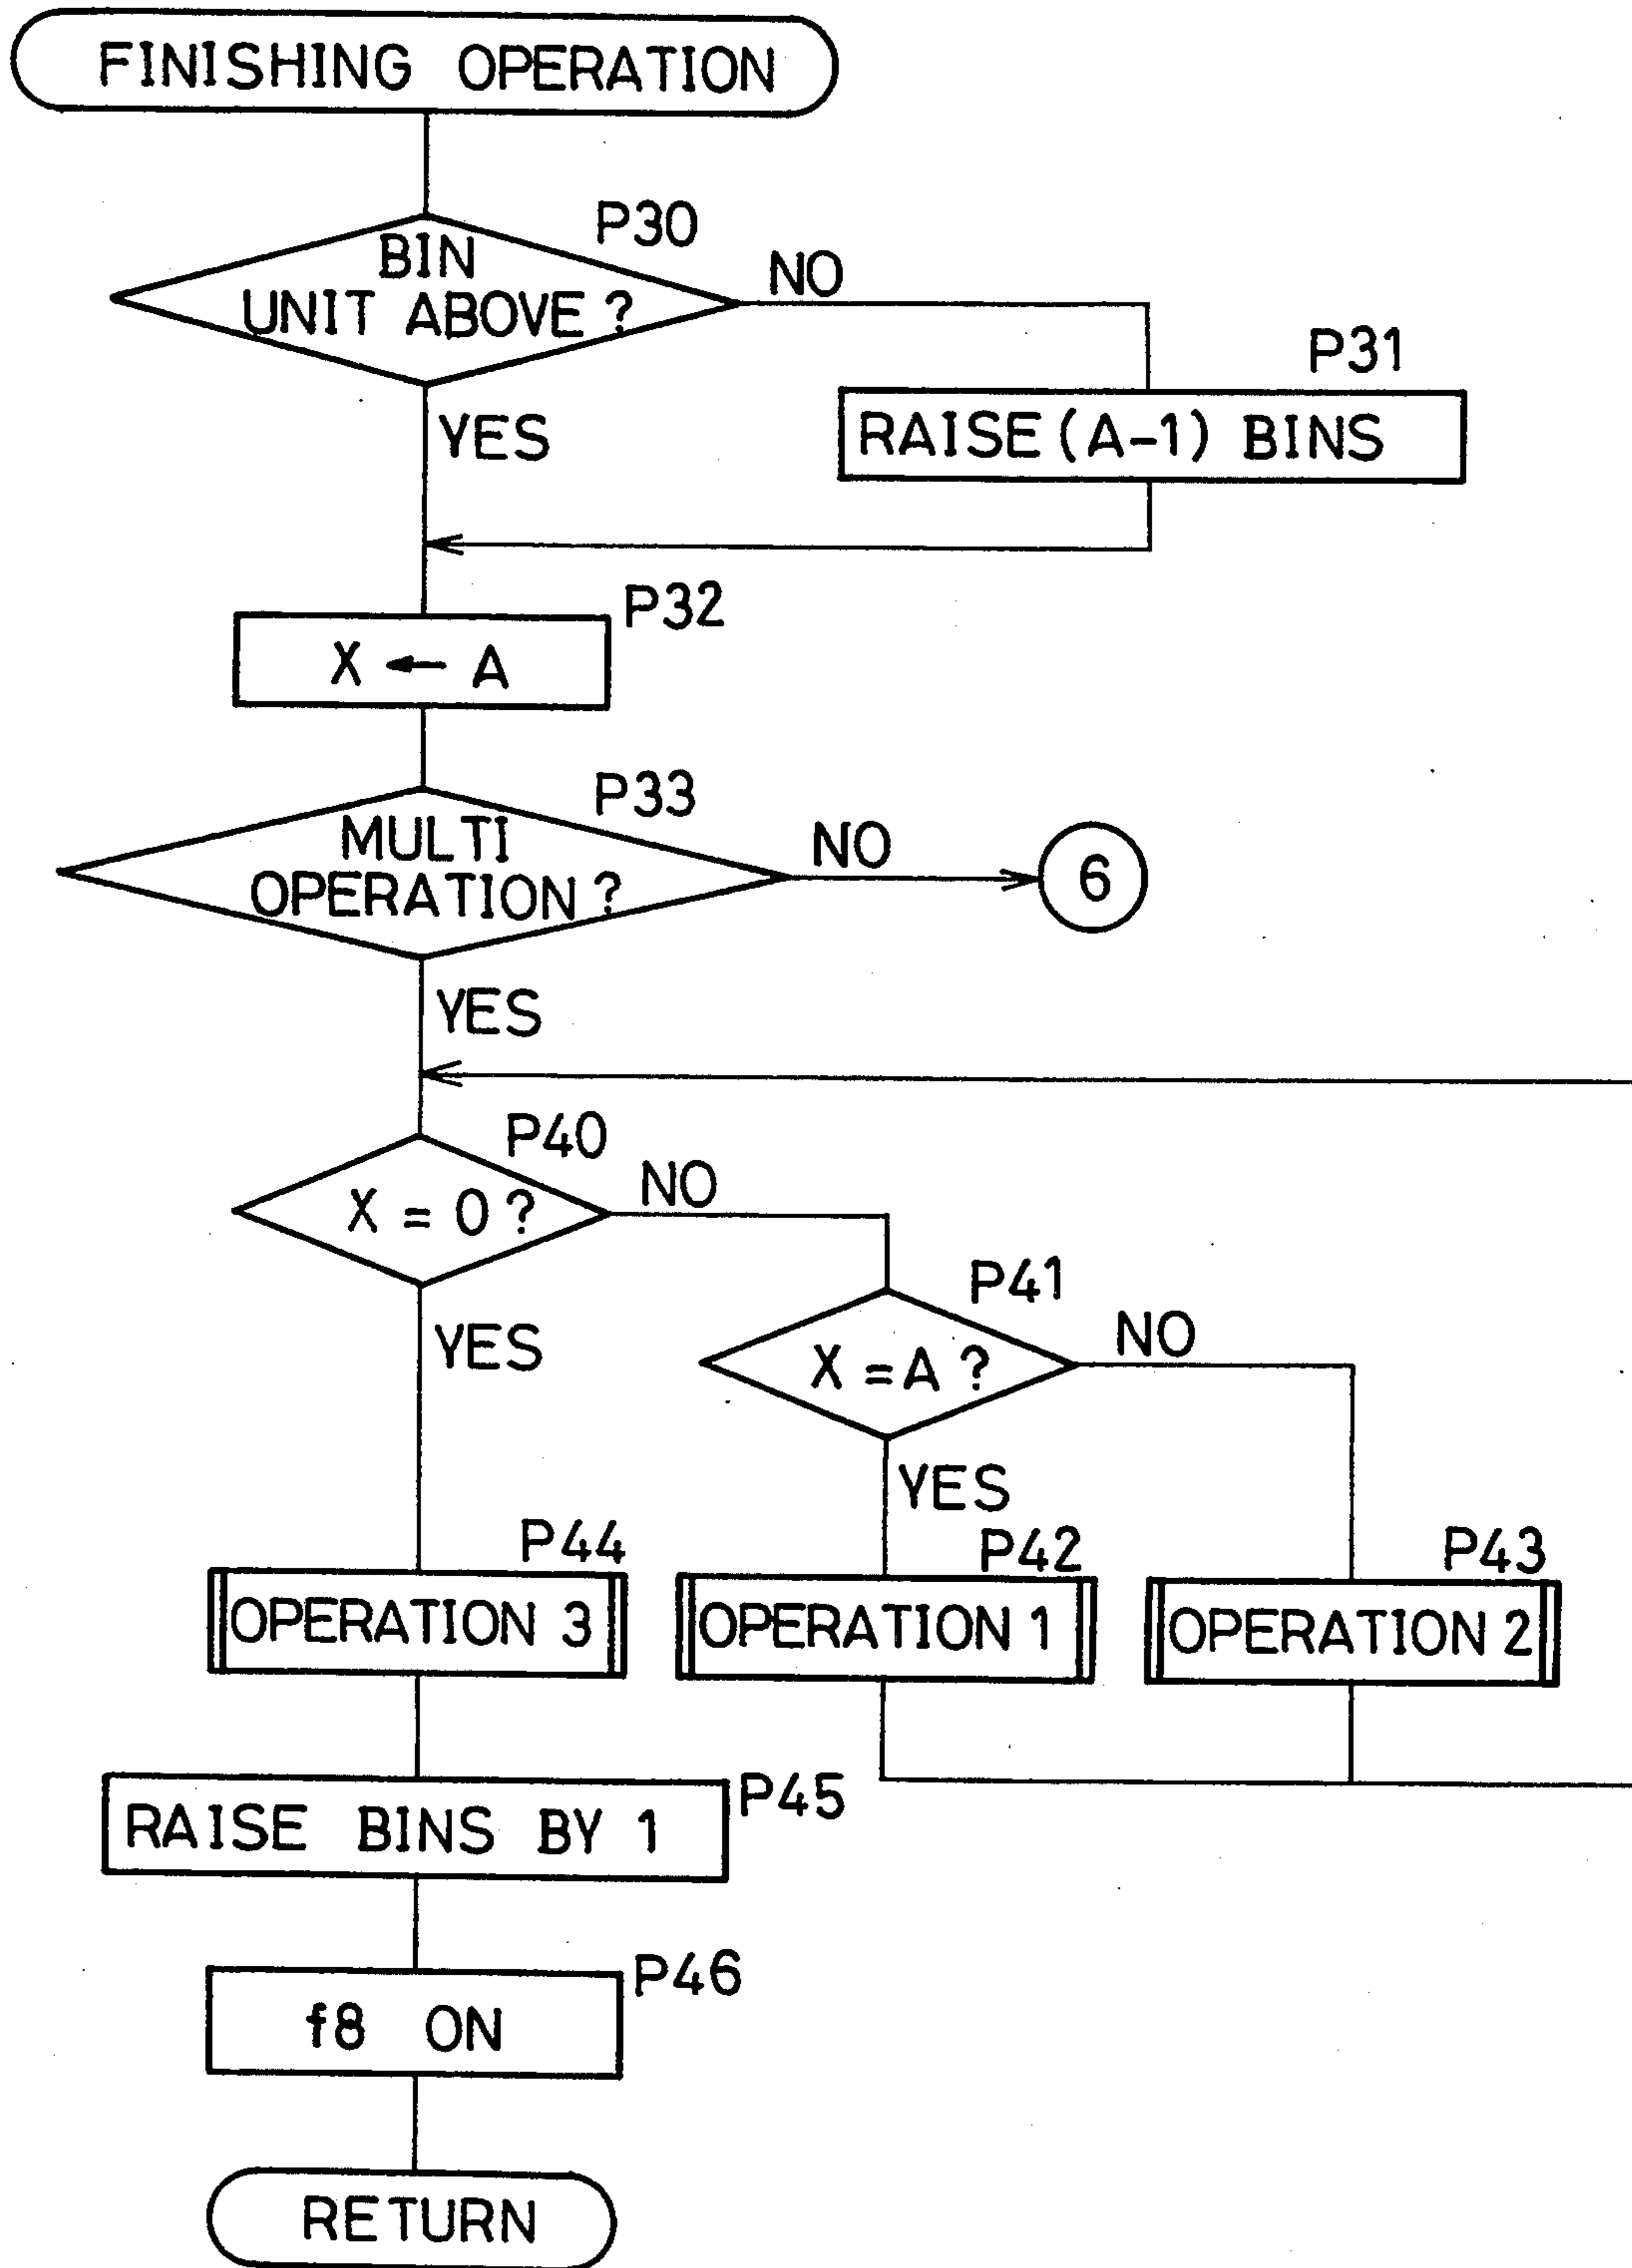 FINISHING OPERATION
P30
BIN
UNIT ABOVE ?
NO
P31
RAISE (A-1) BINS
YES
P32
X ← A
P33
MULTI
OPERATION ?
NO
6
YES
P40
X = 0 ?
NO
P41
X = A ?
NO
YES
YES
P44
OPERATION 3
P42
OPERATION 1
P43
OPERATION 2
P45
RAISE BINS BY 1
P46
f8 ON
RETURN